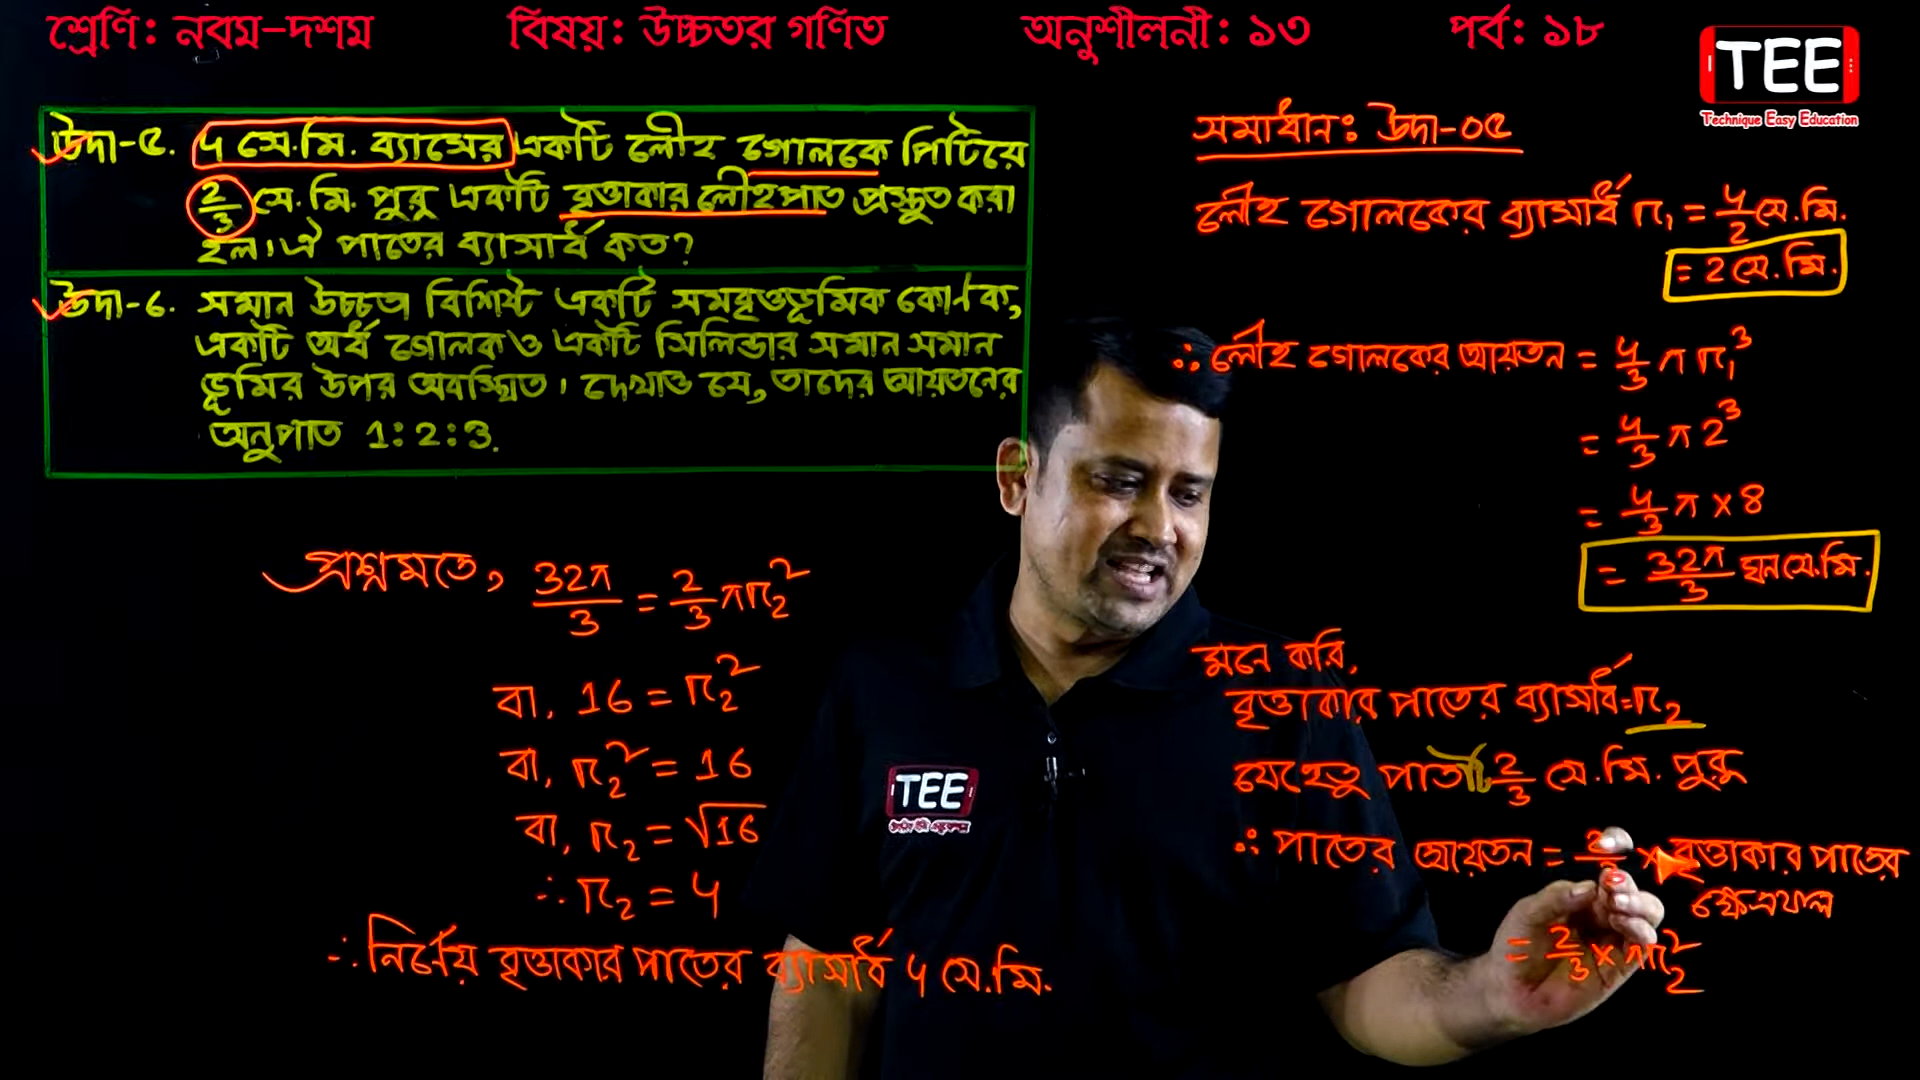 শ্রেণি: নবম-দশম বিষয়: উচ্চতর গণিত অনুশীলনী: ১৩ পর্ব: ১৮
TEE
Technique Easy Education
উদা-৫. 4 সে.মি. ব্যাসের একটি লৌহ গোলকে পিটিয়ে
2/3 সে.মি. পুরু একটি বৃত্তাকার লৌহপাত প্রস্তুত করা
হল। ঐ পাতের ব্যাসার্ধ কত?
উদা-৬. সমান উচ্চতা বিশিষ্ট একটি সমবৃত্তভূমিক কোণক,
একটি অর্ধ গোলক ও একটি সিলিন্ডার সমান সমান
ভূমির উপর অবস্থিত। দেখাও যে, তাদের আয়তনের
অনুপাত 1:2:3.
সমাধান: উদা-০৫
লৌহ গোলকের ব্যাসার্ধ r₁ = 4/2 সে.মি.
= 2 সে.মি.
∴ লৌহ গোলকের আয়তন = 4/3 π r₁³
= 4/3 π 2³
= 4/3 π × 8
= 32π/3 ঘন সে.মি.
মনে করি,
বৃত্তাকার পাতের ব্যাসার্ধ = r₂
যেহেতু পাতটি 2/3 সে.মি. পুরু
∴ পাতের আয়তন = 2/3 × বৃত্তাকার পাতের
ক্ষেত্রফল
= 2/3 × πr₂²
প্রশ্নমতে, 32π/3 = 2/3 πr₂²
বা, 16 = r₂²
বা, r₂² = 16
বা, r₂ = √16
∴ r₂ = 4
∴ নির্ণেয় বৃত্তাকার পাতের ব্যাসার্ধ 4 সে.মি.
TEE